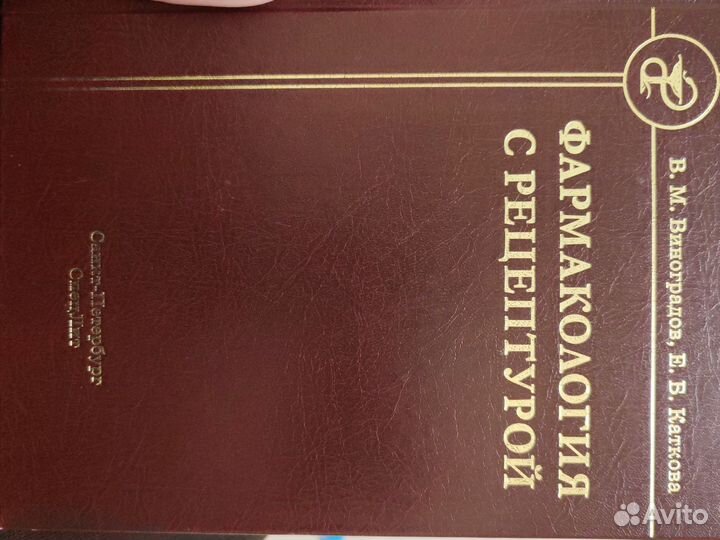 В. М. Виноградов, Е. Б. Каткова
ФАРМАКОЛОГИЯ
С РЕЦЕПТУРОЙ
Санкт-Петербург
СпецЛит
Avito